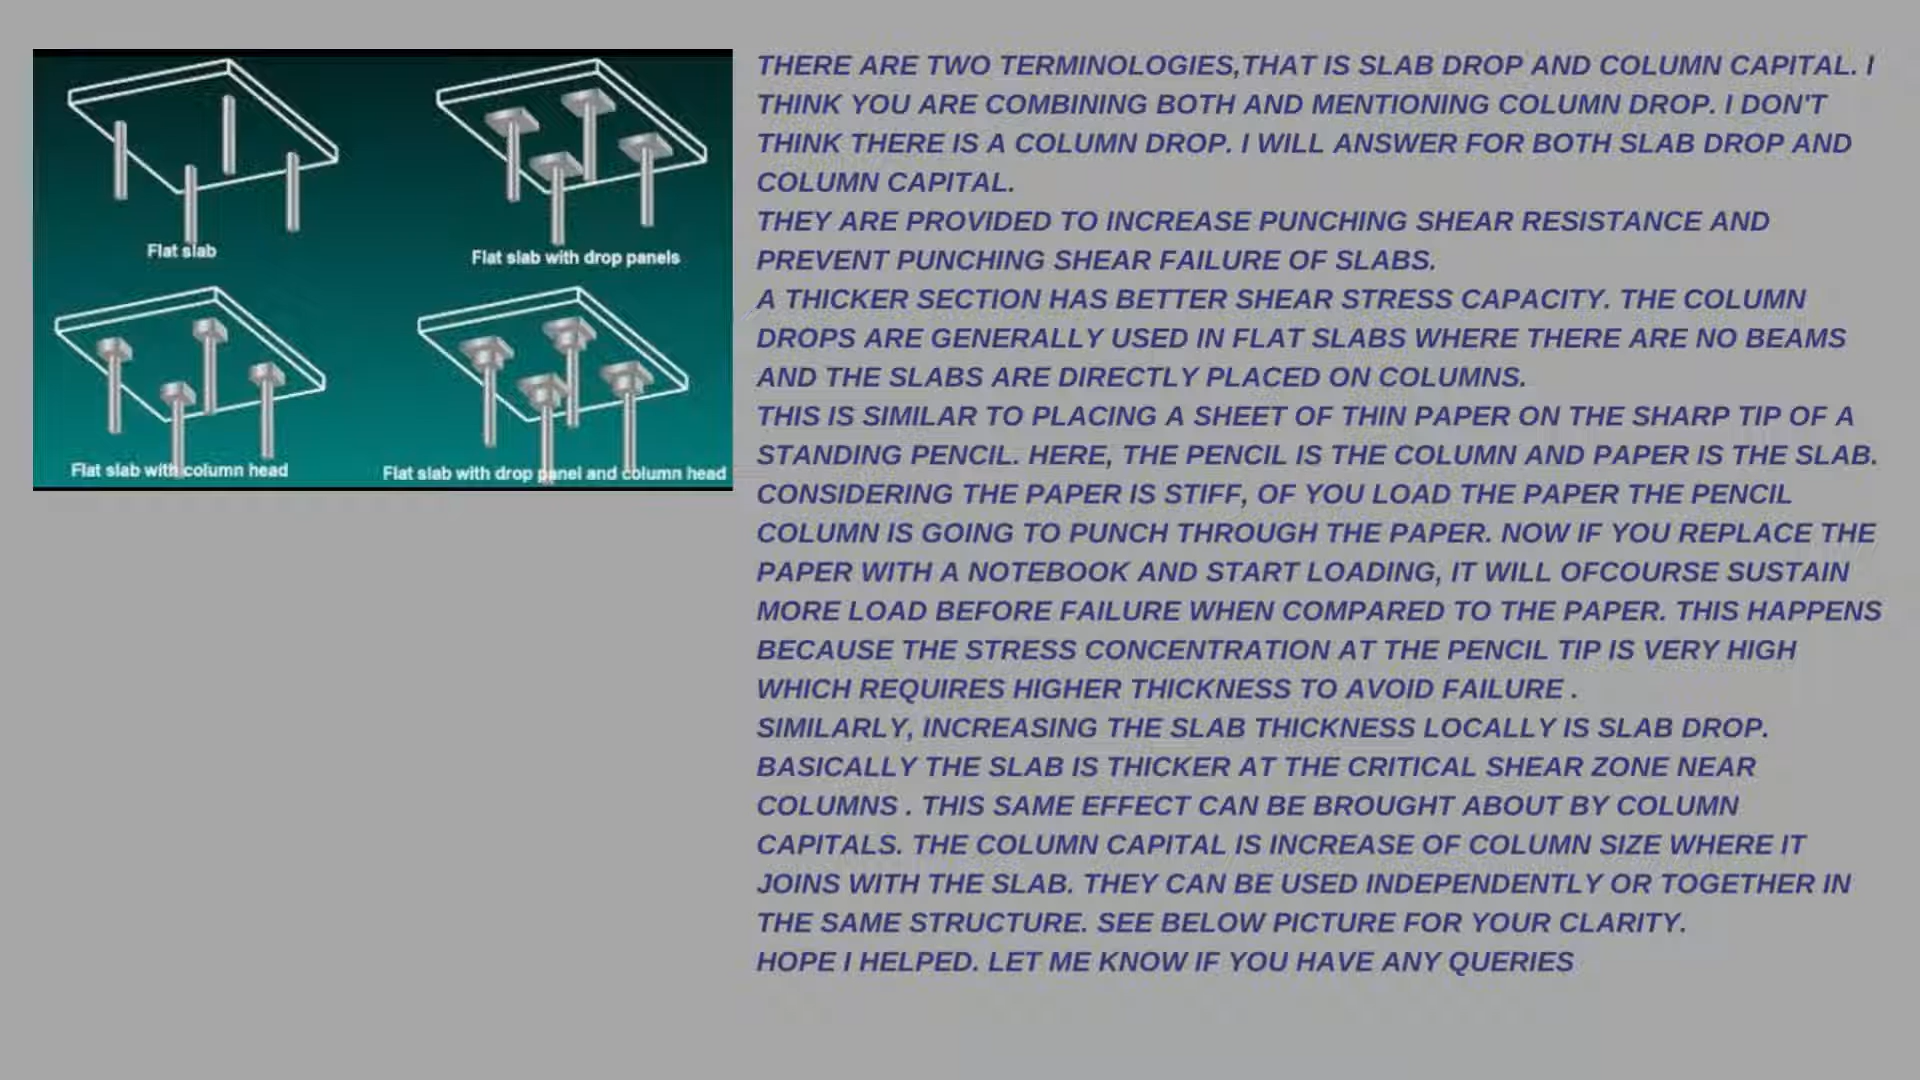 Flat slab
Flat slab with drop panels
Flat slab with column head
Flat slab with drop panel and column head
THERE ARE TWO TERMINOLOGIES,THAT IS SLAB DROP AND COLUMN CAPITAL. I
THINK YOU ARE COMBINING BOTH AND MENTIONING COLUMN DROP. I DON'T
THINK THERE IS A COLUMN DROP. I WILL ANSWER FOR BOTH SLAB DROP AND
COLUMN CAPITAL.
THEY ARE PROVIDED TO INCREASE PUNCHING SHEAR RESISTANCE AND
PREVENT PUNCHING SHEAR FAILURE OF SLABS.
A THICKER SECTION HAS BETTER SHEAR STRESS CAPACITY. THE COLUMN
DROPS ARE GENERALLY USED IN FLAT SLABS WHERE THERE ARE NO BEAMS
AND THE SLABS ARE DIRECTLY PLACED ON COLUMNS.
THIS IS SIMILAR TO PLACING A SHEET OF THIN PAPER ON THE SHARP TIP OF A
STANDING PENCIL. HERE, THE PENCIL IS THE COLUMN AND PAPER IS THE SLAB.
CONSIDERING THE PAPER IS STIFF, OF YOU LOAD THE PAPER THE PENCIL
COLUMN IS GOING TO PUNCH THROUGH THE PAPER. NOW IF YOU REPLACE THE
PAPER WITH A NOTEBOOK AND START LOADING, IT WILL OFCOURSE SUSTAIN
MORE LOAD BEFORE FAILURE WHEN COMPARED TO THE PAPER. THIS HAPPENS
BECAUSE THE STRESS CONCENTRATION AT THE PENCIL TIP IS VERY HIGH
WHICH REQUIRES HIGHER THICKNESS TO AVOID FAILURE .
SIMILARLY, INCREASING THE SLAB THICKNESS LOCALLY IS SLAB DROP.
BASICALLY THE SLAB IS THICKER AT THE CRITICAL SHEAR ZONE NEAR
COLUMNS . THIS SAME EFFECT CAN BE BROUGHT ABOUT BY COLUMN
CAPITALS. THE COLUMN CAPITAL IS INCREASE OF COLUMN SIZE WHERE IT
JOINS WITH THE SLAB. THEY CAN BE USED INDEPENDENTLY OR TOGETHER IN
THE SAME STRUCTURE. SEE BELOW PICTURE FOR YOUR CLARITY.
HOPE I HELPED. LET ME KNOW IF YOU HAVE ANY QUERIES